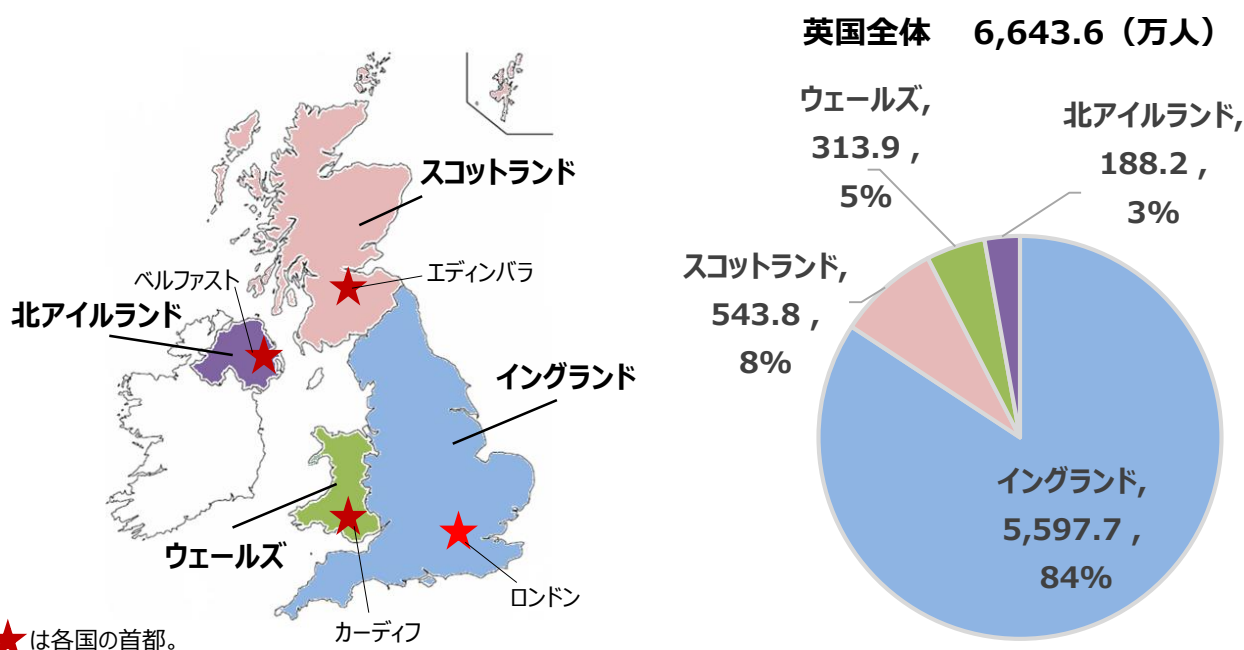 英国全体 6,643.6（万人）
ウェールズ,
313.9 ,
5%
北アイルランド,
188.2 ,
3%
スコットランド,
543.8 ,
8%
イングランド,
5,597.7 ,
84%
スコットランド
エディンバラ
ベルファスト
北アイルランド
イングランド
ウェールズ
ロンドン
カーディフ
★は各国の首都。